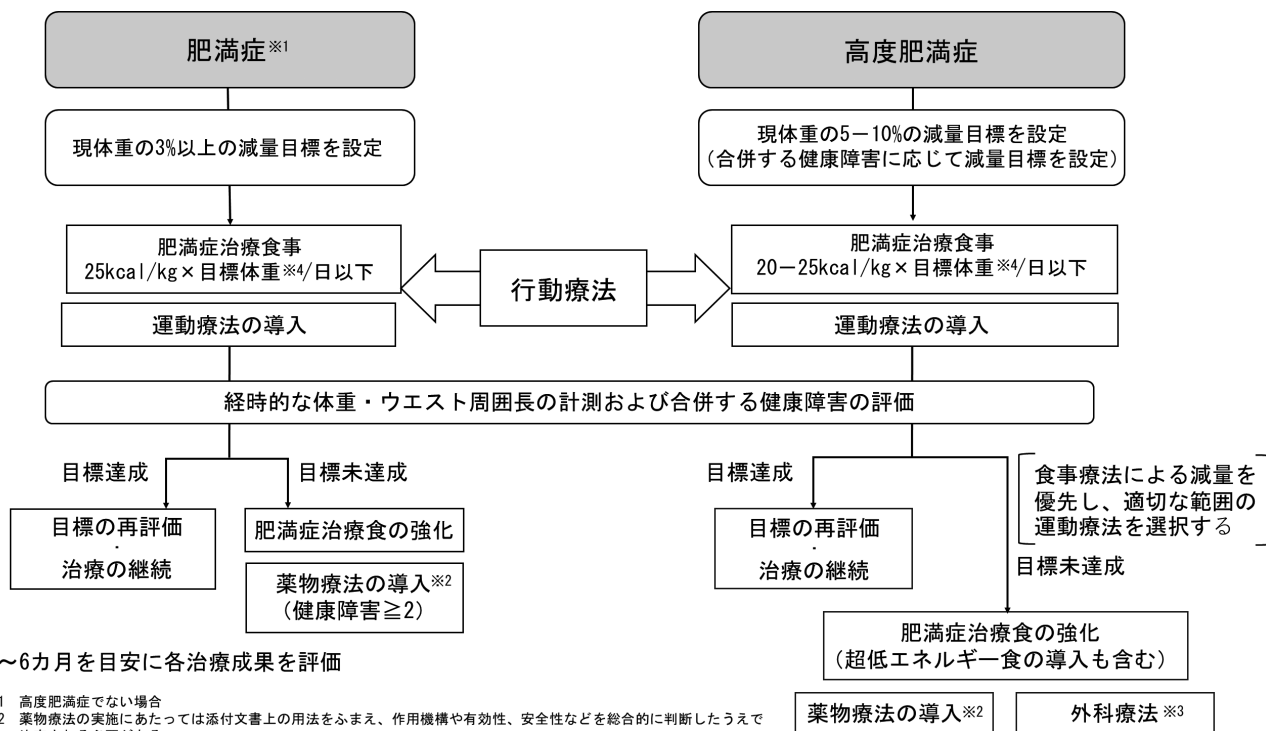 肥満症※1
高度肥満症
現体重の3%以上の減量目標を設定
現体重の5－10%の減量目標を設定
(合併する健康障害に応じて減量目標を設定)
肥満症治療食事
25kcal/kg×目標体重※4/日以下
肥満症治療食事
20－25kcal/kg×目標体重※4/日以下
行動療法
運動療法の導入
運動療法の導入
経時的な体重・ウエスト周囲長の計測および合併する健康障害の評価
目標達成
目標未達成
目標の再評価
・
治療の継続
肥満症治療食の強化
薬物療法の導入※2
(健康障害≧2)
目標達成
食事療法による減量を
優先し、適切な範囲の
運動療法を選択する
目標未達成
目標の再評価
・
治療の継続
肥満症治療食の強化
(超低エネルギー食の導入も含む)
薬物療法の導入※2
外科療法※3
～6カ月を目安に各治療成果を評価
1 高度肥満症でない場合
2 薬物療法の実施にあたっては添付文書上の用法をふまえ、作用機構や有効性、安全性などを総合的に判断したうえで